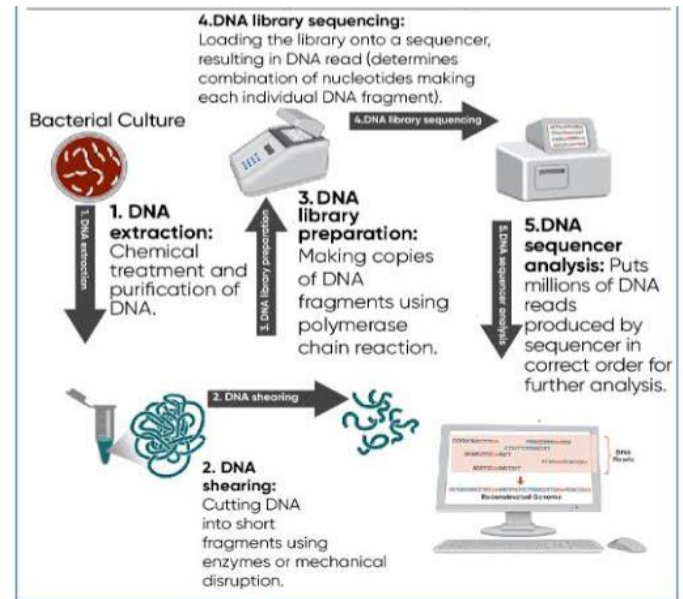 4.DNA library sequencing:
Loading the library onto a sequencer,
resulting in DNA read (determines
combination of nucleotides making
each individual DNA fragment).
Bacterial Culture
4.DNA library sequencing
1. DNA extraction
1. DNA
extraction:
Chemical
treatment and
purification of
DNA.
3. DNA library preparation
3. DNA
library
preparation:
Making copies
of DNA
fragments using
polymerase
chain reaction.
5.DNA sequencer analysis
5.DNA
sequencer
analysis: Puts
millions of DNA
reads
produced by
sequencer in
correct order for
further analysis.
2. DNA shearing
2. DNA
shearing:
Cutting DNA
into short
fragments using
enzymes or mechanical
disruption.
DNA
Reads
Reconstructed Genome